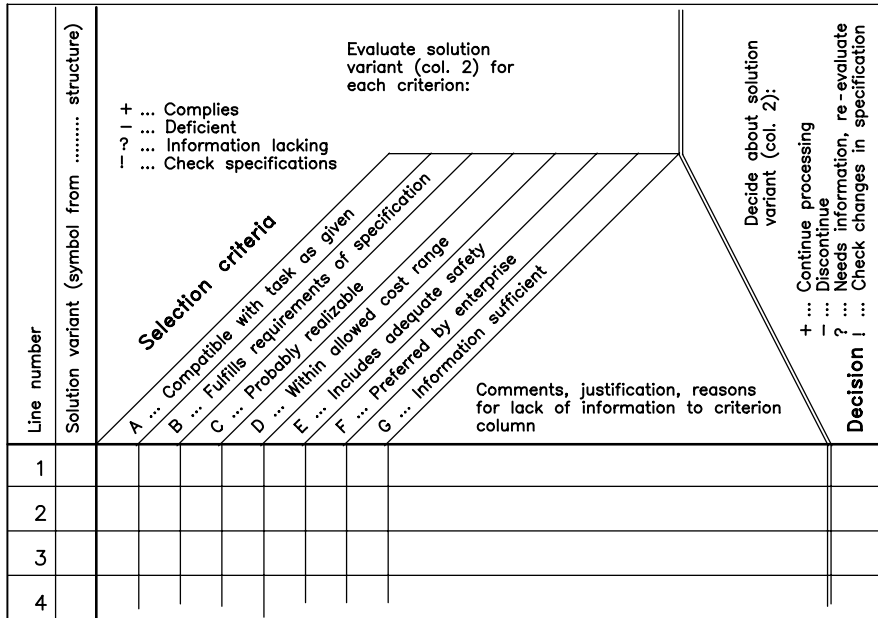 Line number
Solution variant (symbol from ......... structure)
Evaluate solution
variant (col. 2) for
each criterion:
+ ... Complies
− ... Deficient
? ... Information lacking
! ... Check specifications
Selection criteria
A ... Compatible with task as given
B ... Fulfills requirements of specification
C ... Probably realizable
D ... Within allowed cost range
E ... Includes adequate safety
F ... Preferred by enterprise
G ... Information sufficient
Comments, justification, reasons
for lack of information to criterion
column
Decide about solution
variant (col. 2):
+ ... Continue processing
− ... Discontinue
? ... Needs information, re-evaluate
! ... Check changes in specification
Decision
1
2
3
4